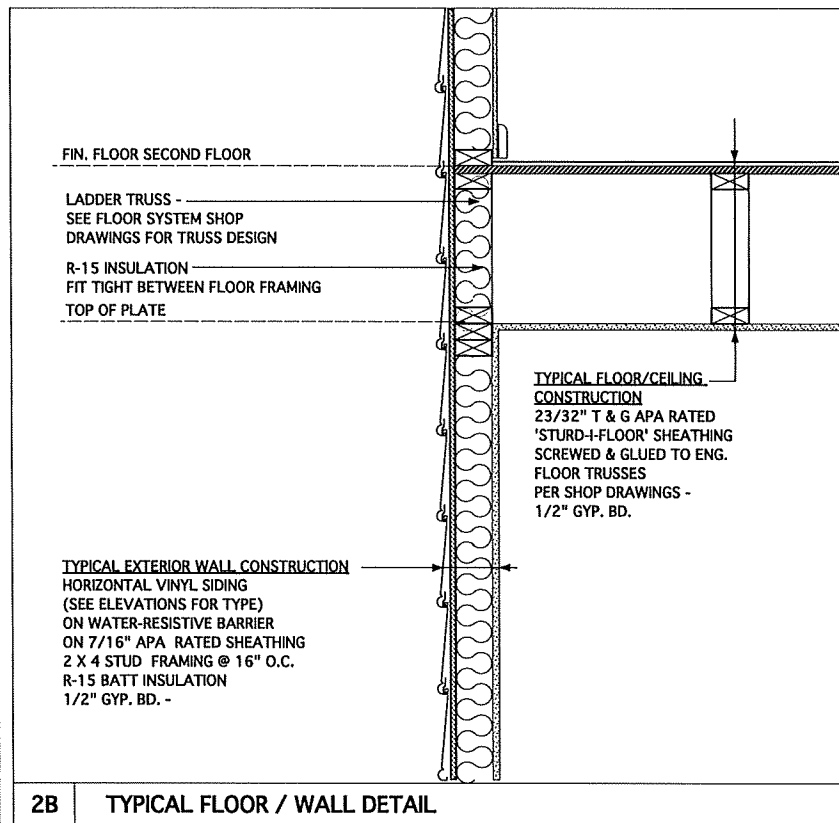 FIN. FLOOR SECOND FLOOR
LADDER TRUSS -
SEE FLOOR SYSTEM SHOP
DRAWINGS FOR TRUSS DESIGN
R-15 INSULATION
FIT TIGHT BETWEEN FLOOR FRAMING
TOP OF PLATE
TYPICAL FLOOR/CEILING
CONSTRUCTION
23/32" T & G APA RATED
'STURD-I-FLOOR' SHEATHING
SCREWED & GLUED TO ENG.
FLOOR TRUSSES
PER SHOP DRAWINGS -
1/2" GYP. BD.
TYPICAL EXTERIOR WALL CONSTRUCTION
HORIZONTAL VINYL SIDING
(SEE ELEVATIONS FOR TYPE)
ON WATER-RESISTIVE BARRIER
ON 7/16" APA RATED SHEATHING
2 X 4 STUD FRAMING @ 16" O.C.
R-15 BATT INSULATION
1/2" GYP. BD. -
2B TYPICAL FLOOR / WALL DETAIL